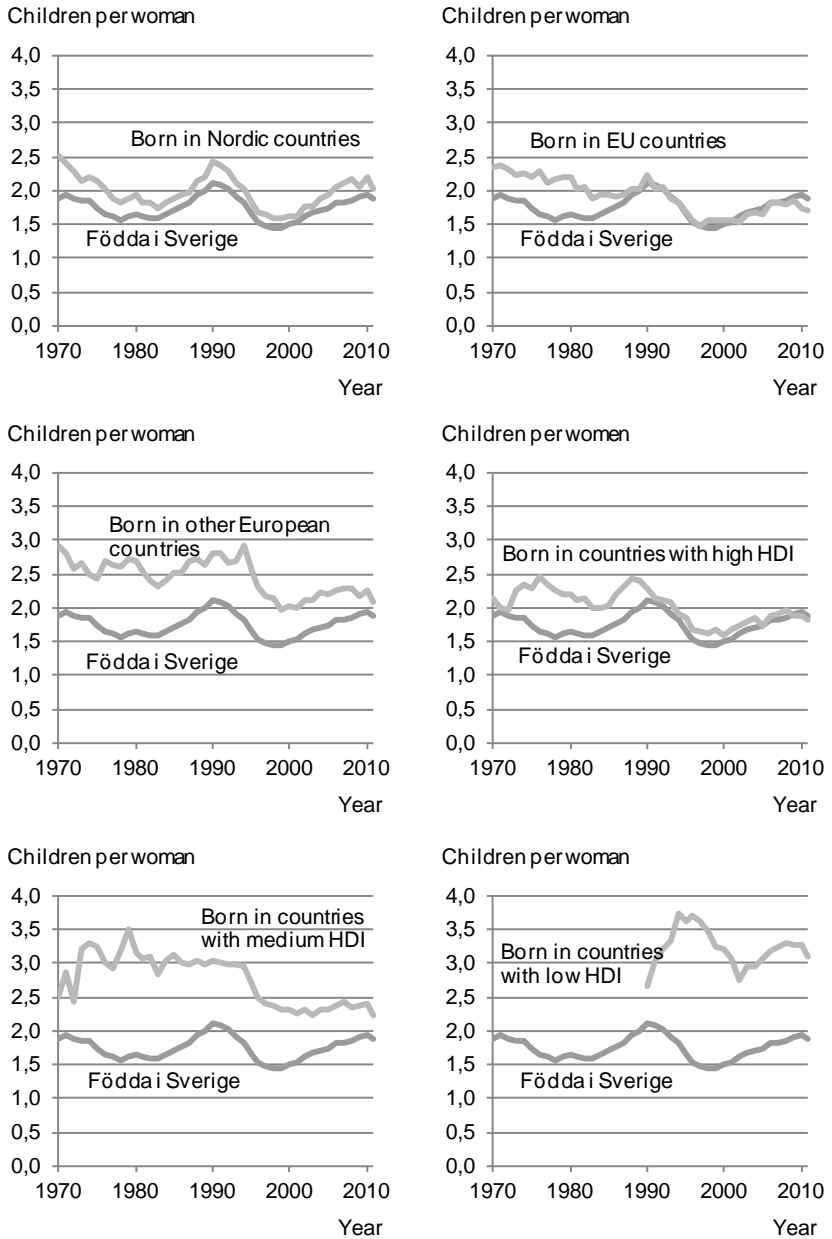 Children per woman
4,0
3,5
3,0
2,5
2,0
1,5
1,0
0,5
0,0
Born in Nordic countries
Födda i Sverige
1970 1980 1990 2000 2010
Year
Children per woman
4,0
3,5
3,0
2,5
2,0
1,5
1,0
0,5
0,0
Born in EU countries
Födda i Sverige
1970 1980 1990 2000 2010
Year
Children per woman
4,0
3,5
3,0
2,5
2,0
1,5
1,0
0,5
0,0
Born in other European
countries
Födda i Sverige
1970 1980 1990 2000 2010
Year
Children per women
4,0
3,5
3,0
2,5
2,0
1,5
1,0
0,5
0,0
Born in countries with high HDI
Födda i Sverige
1970 1980 1990 2000 2010
Year
Children per woman
4,0
3,5
3,0
2,5
2,0
1,5
1,0
0,5
0,0
Born in countries
with medium HDI
Födda i Sverige
1970 1980 1990 2000 2010
Year
Children per woman
4,0
3,5
3,0
2,5
2,0
1,5
1,0
0,5
0,0
Born in countries
with low HDI
Födda i Sverige
1970 1980 1990 2000 2010
Year